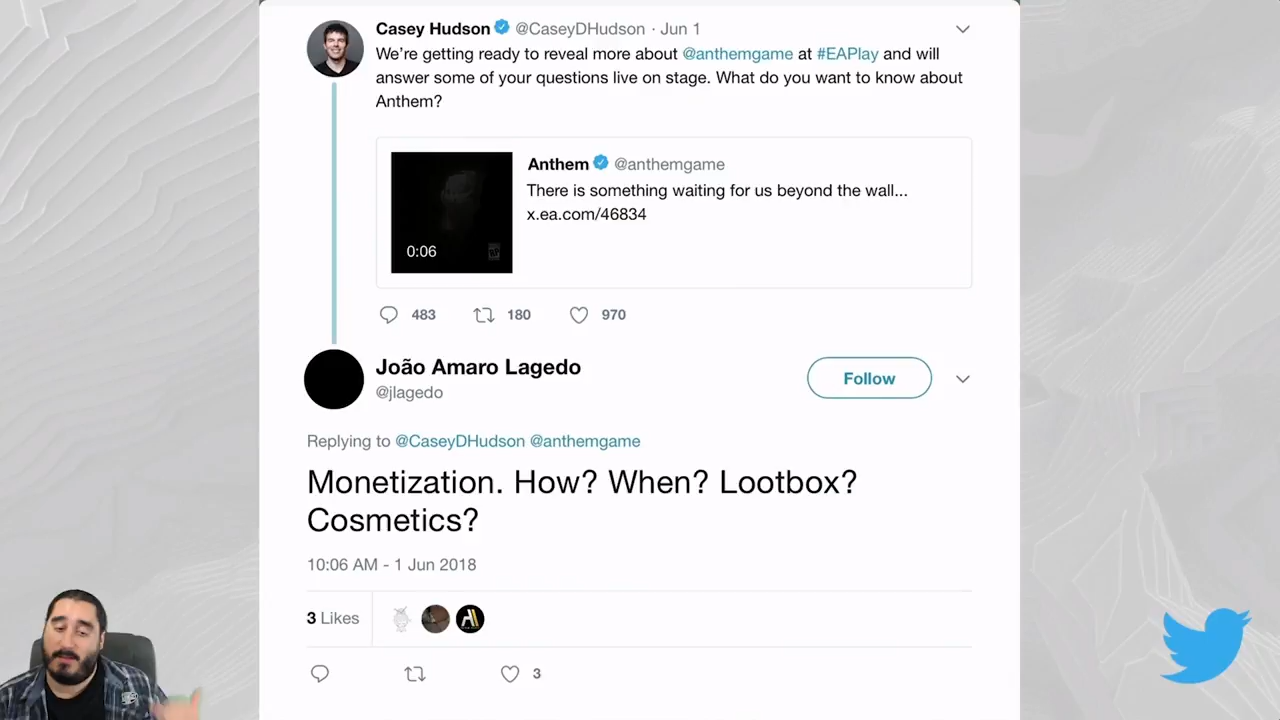 Casey Hudson @CaseyDHudson · Jun 1
We’re getting ready to reveal more about @anthemgame at #EAPlay and will
answer some of your questions live on stage. What do you want to know about
Anthem?
Anthem @anthemgame
There is something waiting for us beyond the wall...
x.ea.com/46834
0:06
483 180 970
João Amaro Lagedo
@jlagedo
Follow
Replying to @CaseyDHudson @anthemgame
Monetization. How? When? Lootbox?
Cosmetics?
10:06 AM - 1 Jun 2018
3 Likes
3